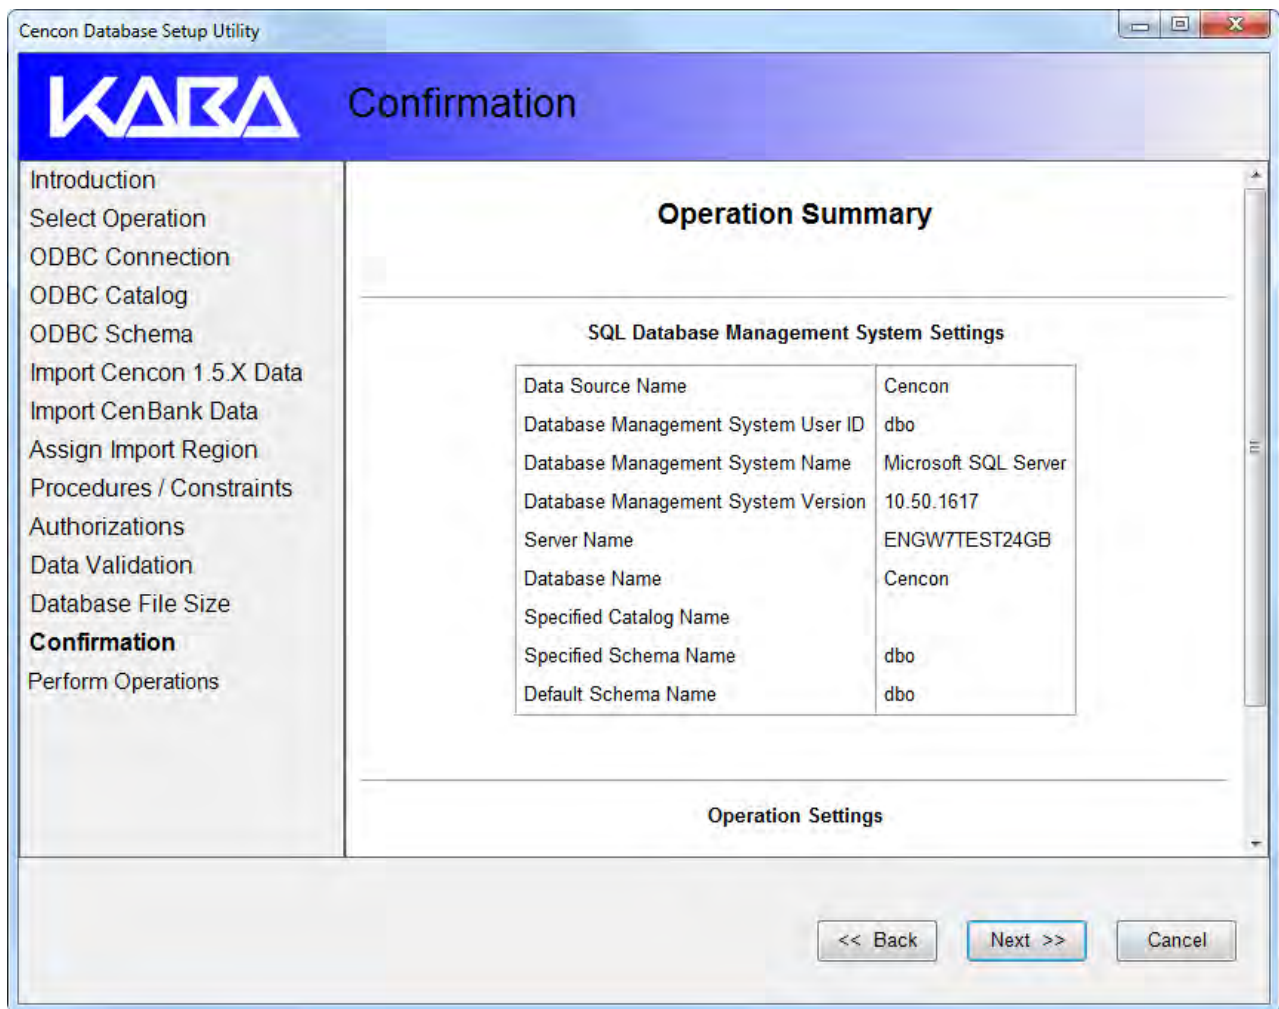 Cencon Database Setup Utility
KABA
Confirmation
Introduction
Select Operation
ODBC Connection
ODBC Catalog
ODBC Schema
Import Cencon 1.5.X Data
Import CenBank Data
Assign Import Region
Procedures / Constraints
Authorizations
Data Validation
Database File Size
Confirmation
Perform Operations
Operation Summary
SQL Database Management System Settings
Data Source Name Cencon
Database Management System User ID dbo
Database Management System Name Microsoft SQL Server
Database Management System Version 10.50.1617
Server Name ENGW7TEST24GB
Database Name Cencon
Specified Catalog Name
Specified Schema Name dbo
Default Schema Name dbo
Operation Settings
<< Back Next >> Cancel